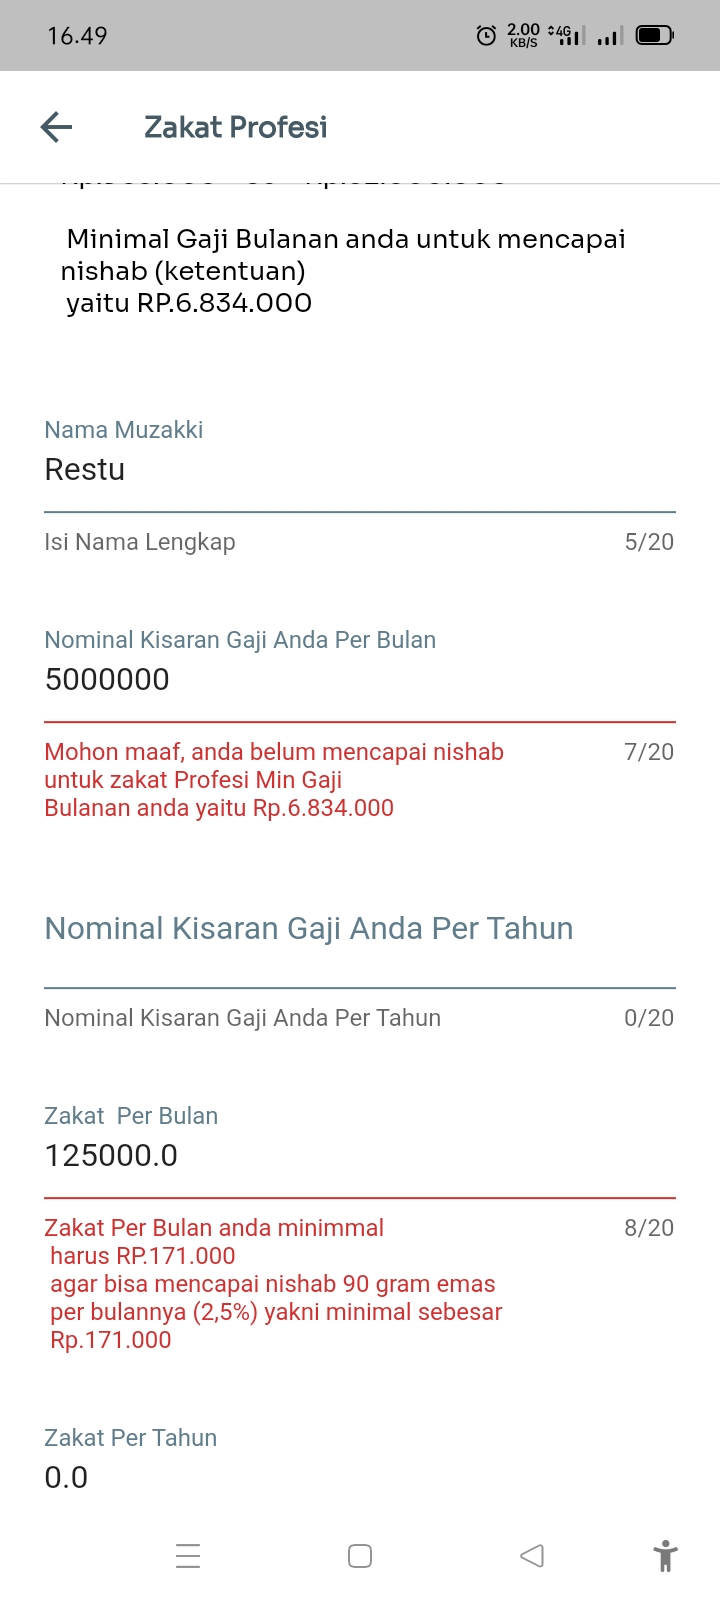 16.49
2.00
KB/S
4G
Zakat Profesi
Minimal Gaji Bulanan anda untuk mencapai
nishab (ketentuan)
yaitu RP.6.834.000
Nama Muzakki
Restu
Isi Nama Lengkap 5/20
Nominal Kisaran Gaji Anda Per Bulan
5000000
Mohon maaf, anda belum mencapai nishab 7/20
untuk zakat Profesi Min Gaji
Bulanan anda yaitu Rp.6.834.000
Nominal Kisaran Gaji Anda Per Tahun
Nominal Kisaran Gaji Anda Per Tahun 0/20
Zakat  Per Bulan
125000.0
Zakat Per Bulan anda minimmal 8/20
harus RP.171.000
agar bisa mencapai nishab 90 gram emas
per bulannya (2,5%) yakni minimal sebesar
Rp.171.000
Zakat Per Tahun
0.0